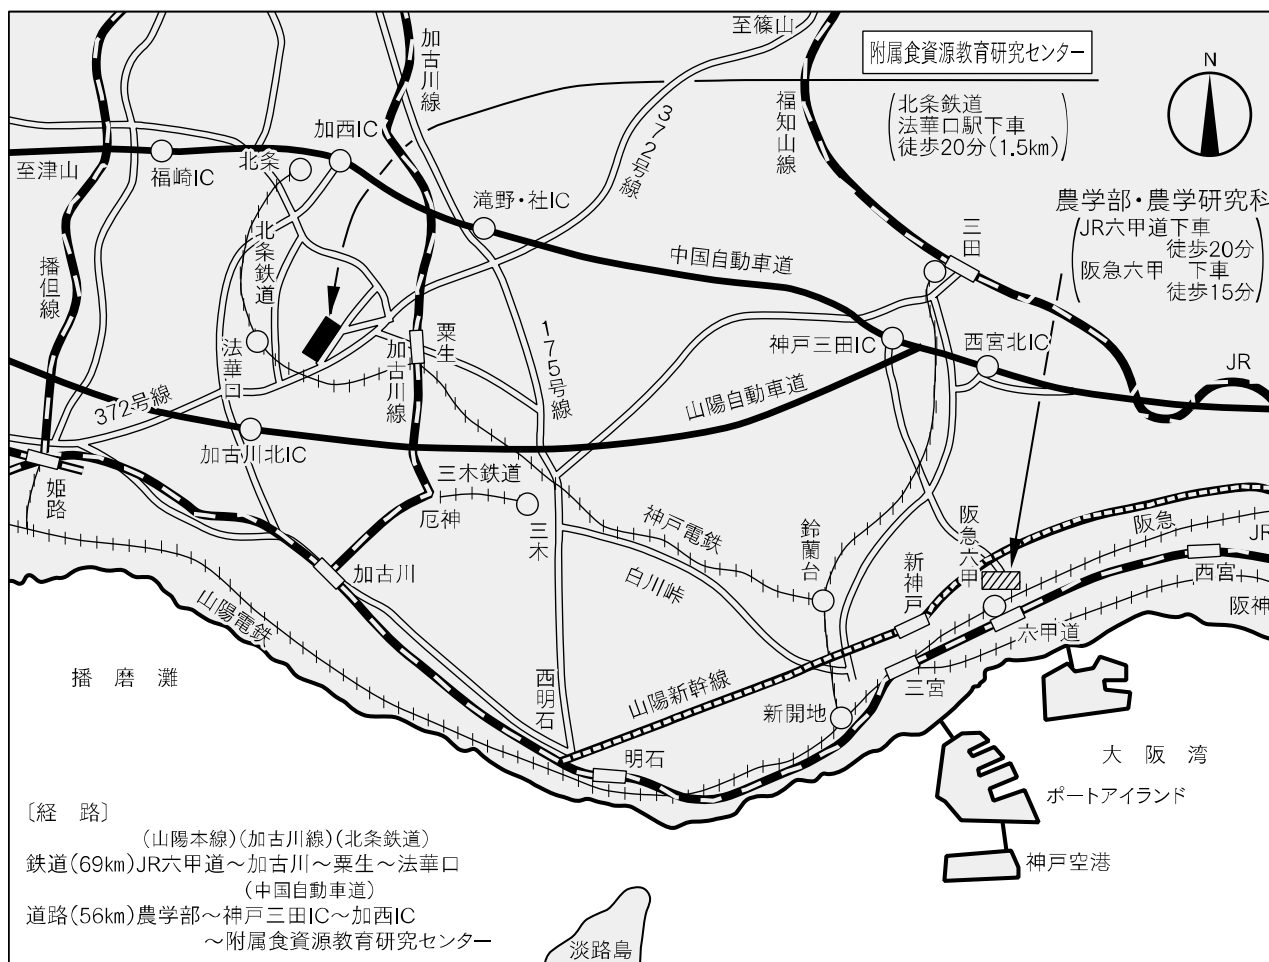 至篠山
附属食資源教育研究センター
北条鉄道
法華口駅下車
徒歩20分(1.5km)
N
加古川線
372号線
福知山線
加西IC
北条
福崎IC
至津山
滝野・社IC
農学部・農学研究科
JR六甲道下車
徒歩20分
阪急六甲 下車
徒歩15分
三田
北条鉄道
播但線
中国自動車道
法華口
粟生
加古川線
175号線
神戸三田IC
西宮北IC
JR
山陽自動車道
372号線
加古川北IC
姫路
三木鉄道
厄神
三木
神戸電鉄
鈴蘭台
新神戸
阪急六甲
阪急
JR
西宮
阪神
加古川
白川峠
六甲道
山陽電鉄
播磨灘
西明石
山陽新幹線
三宮
新開地
明石
大阪湾
ポートアイランド
神戸空港
〔経 路〕
(山陽本線)(加古川線)(北条鉄道)
鉄道(69km)JR六甲道～加古川～粟生～法華口
(中国自動車道)
道路(56km)農学部～神戸三田IC～加西IC
～附属食資源教育研究センター
淡路島